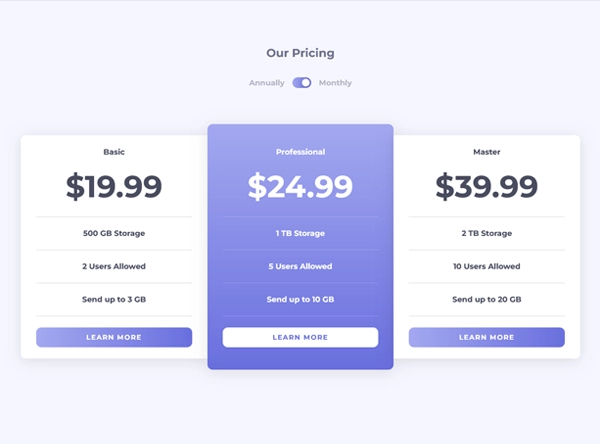 Our Pricing
Annually Monthly
Basic
$19.99
500 GB Storage
2 Users Allowed
Send up to 3 GB
LEARN MORE
Professional
$24.99
1 TB Storage
5 Users Allowed
Send up to 10 GB
LEARN MORE
Master
$39.99
2 TB Storage
10 Users Allowed
Send up to 20 GB
LEARN MORE